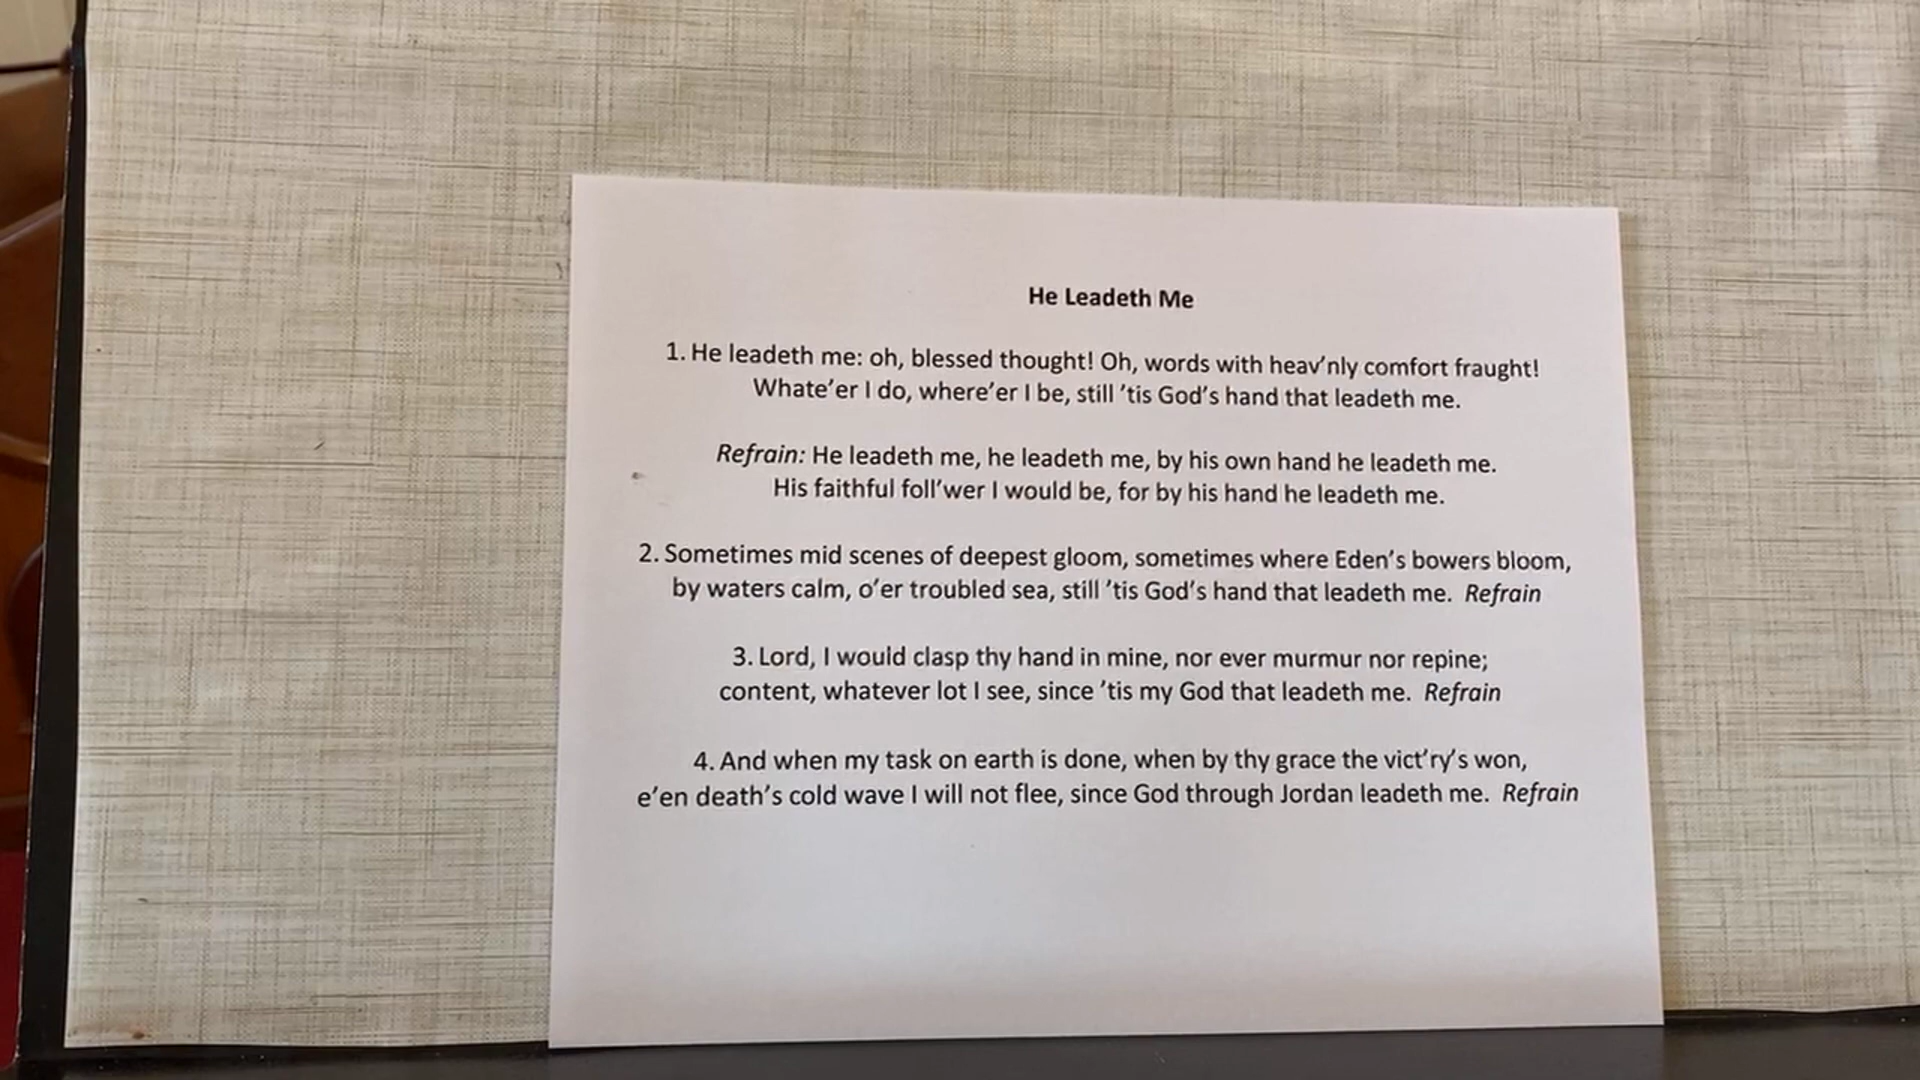 He Leadeth Me
1. He leadeth me: oh, blessed thought! Oh, words with heav’nly comfort fraught!
Whate’er I do, where’er I be, still ’tis God’s hand that leadeth me.
Refrain: He leadeth me, he leadeth me, by his own hand he leadeth me.
His faithful foll’wer I would be, for by his hand he leadeth me.
2. Sometimes mid scenes of deepest gloom, sometimes where Eden’s bowers bloom,
by waters calm, o’er troubled sea, still ’tis God’s hand that leadeth me. Refrain
3. Lord, I would clasp thy hand in mine, nor ever murmur nor repine;
content, whatever lot I see, since ’tis my God that leadeth me. Refrain
4. And when my task on earth is done, when by thy grace the vict’ry’s won,
e’en death’s cold wave I will not flee, since God through Jordan leadeth me. Refrain